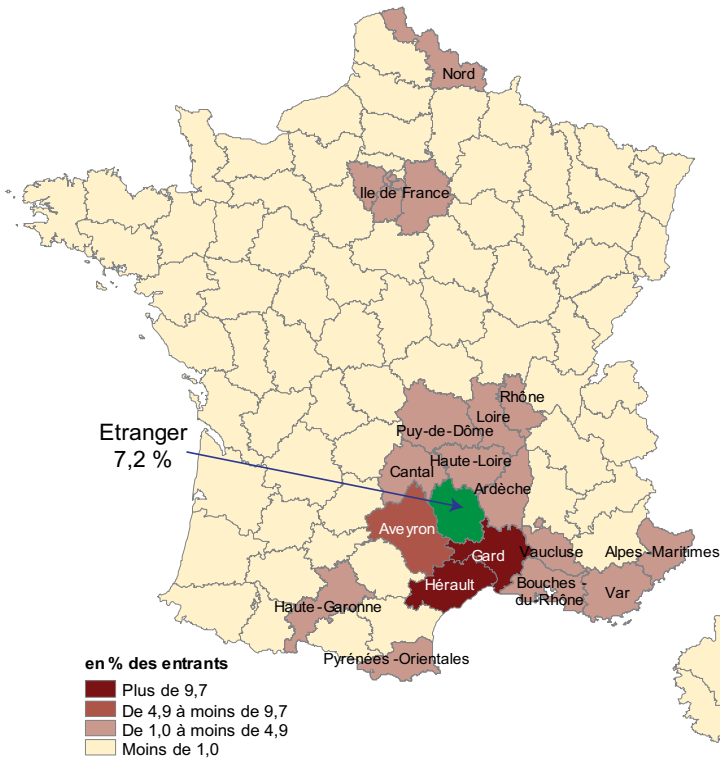 Nord
Ile de France
Rhône
Loire
Puy-de-Dôme
Etranger
7,2 %
Haute-Loire
Cantal
Ardèche
Aveyron
Gard
Vaucluse
Alpes-Maritimes
Hérault
Bouches-
du-Rhône
Var
Haute-Garonne
Pyrénées-Orientales
en % des entrants
Plus de 9,7
De 4,9 à moins de 9,7
De 1,0 à moins de 4,9
Moins de 1,0